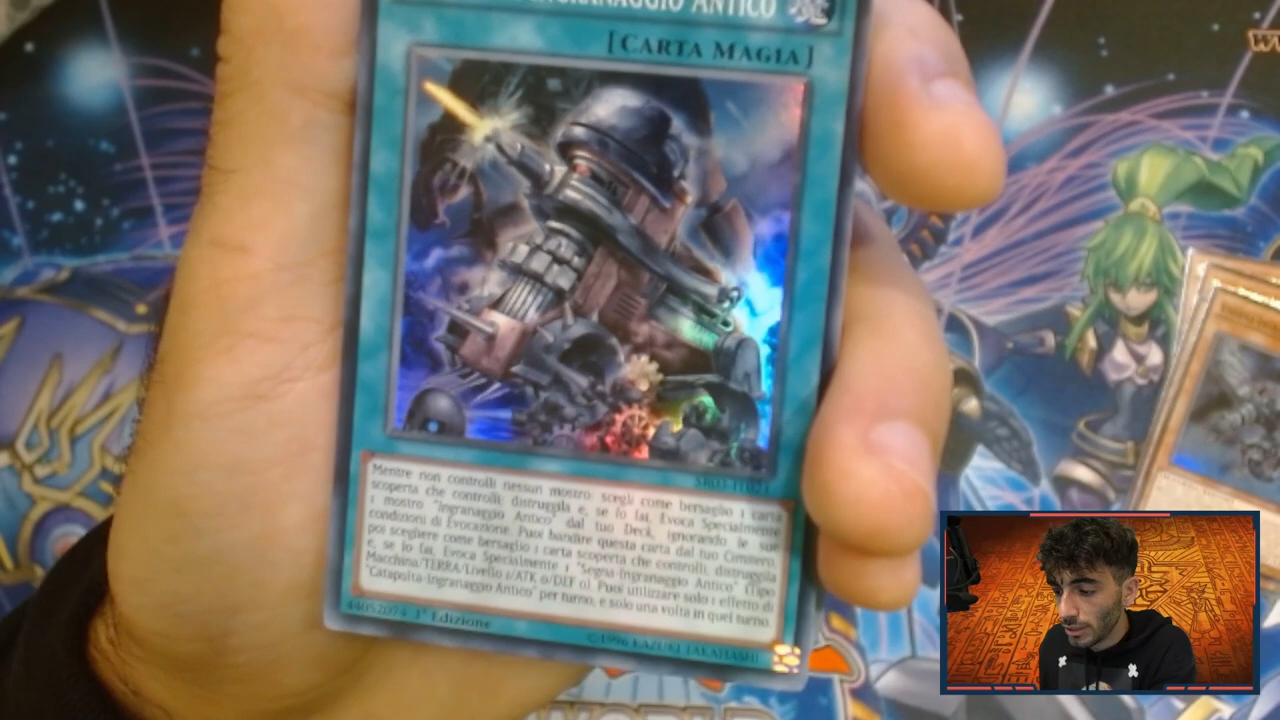 INGRANAGGIO ANTICO
[CARTA MAGIA]
SR03-IT021
Mentre non controlli nessun mostro: scegli come bersaglio 1 carta
scoperta che controlli; distruggila e, se lo fai, Evoca Specialmente
1 mostro "Ingranaggio Antico" dal tuo Deck, ignorando le sue
condizioni di Evocazione. Puoi bandire questa carta dal tuo Cimitero,
poi scegliere come bersaglio 1 carta scoperta che controlli; distruggila
e, se lo fai, Evoca Specialmente 1 "Segna-Ingranaggio Antico" (Tipo
Macchina/TERRA/Livello 1/ATK 0/DEF 0). Puoi utilizzare solo 1 effetto di
"Catapulta-Ingranaggio Antico" per turno, e solo una volta in quel turno.
44052074 1ª Edizione
©1996 KAZUKI TAKAHASHI